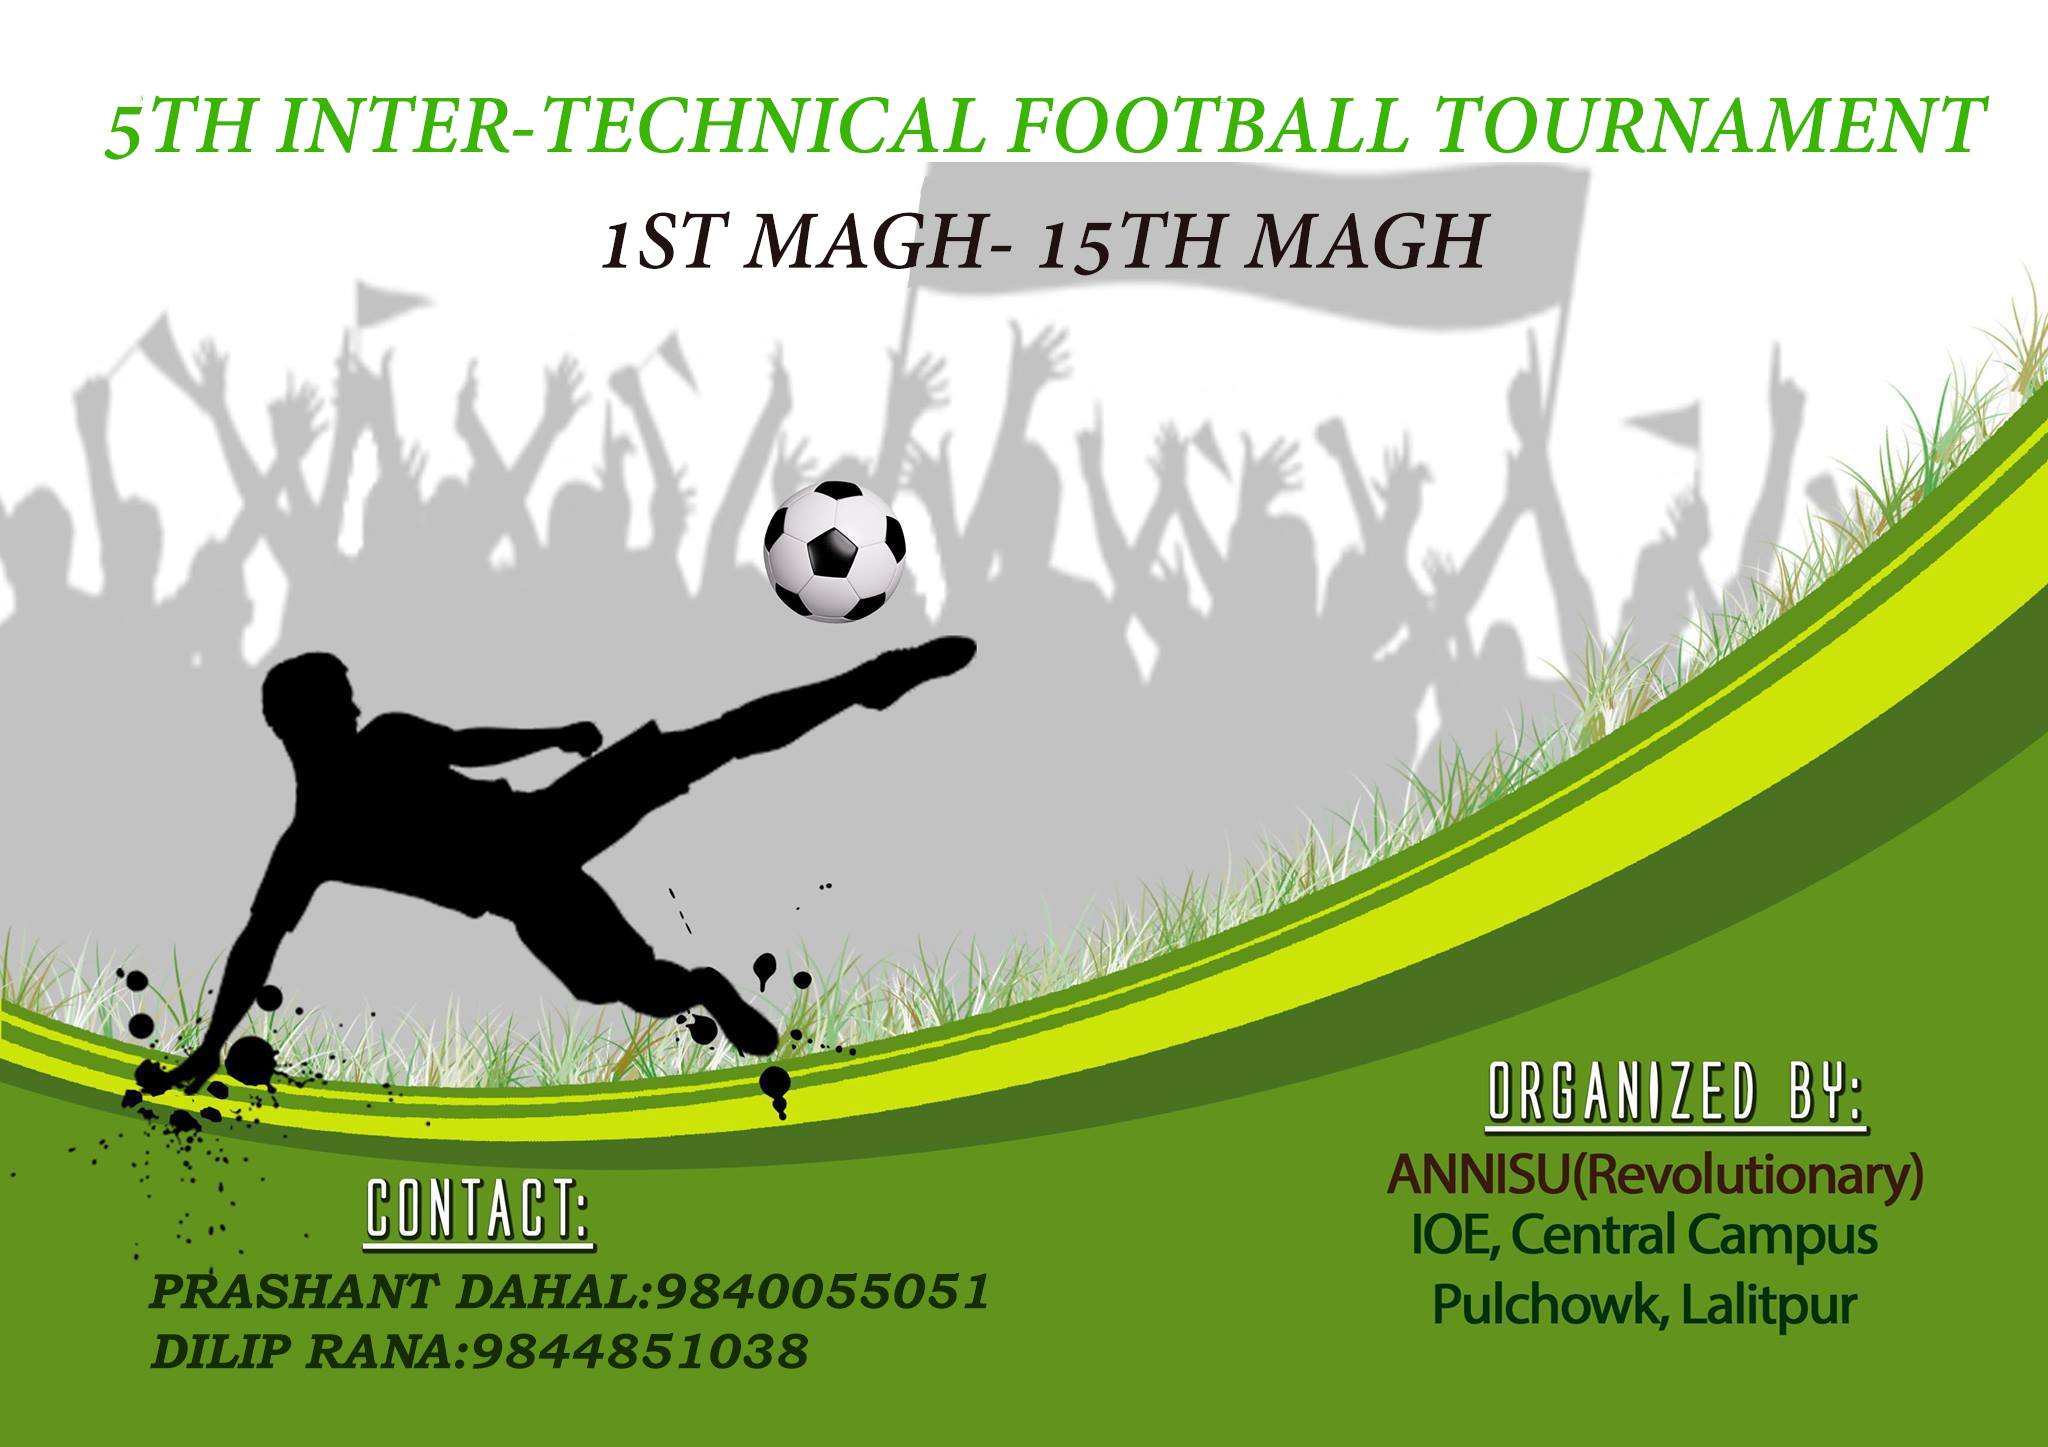 5TH INTER-TECHNICAL FOOTBALL TOURNAMENT
1ST MAGH- 15TH MAGH
ORGANIZED BY:
ANNISU(Revolutionary)
IOE, Central Campus
Pulchowk, Lalitpur
CONTACT:
PRASHANT DAHAL:9840055051
DILIP RANA:9844851038